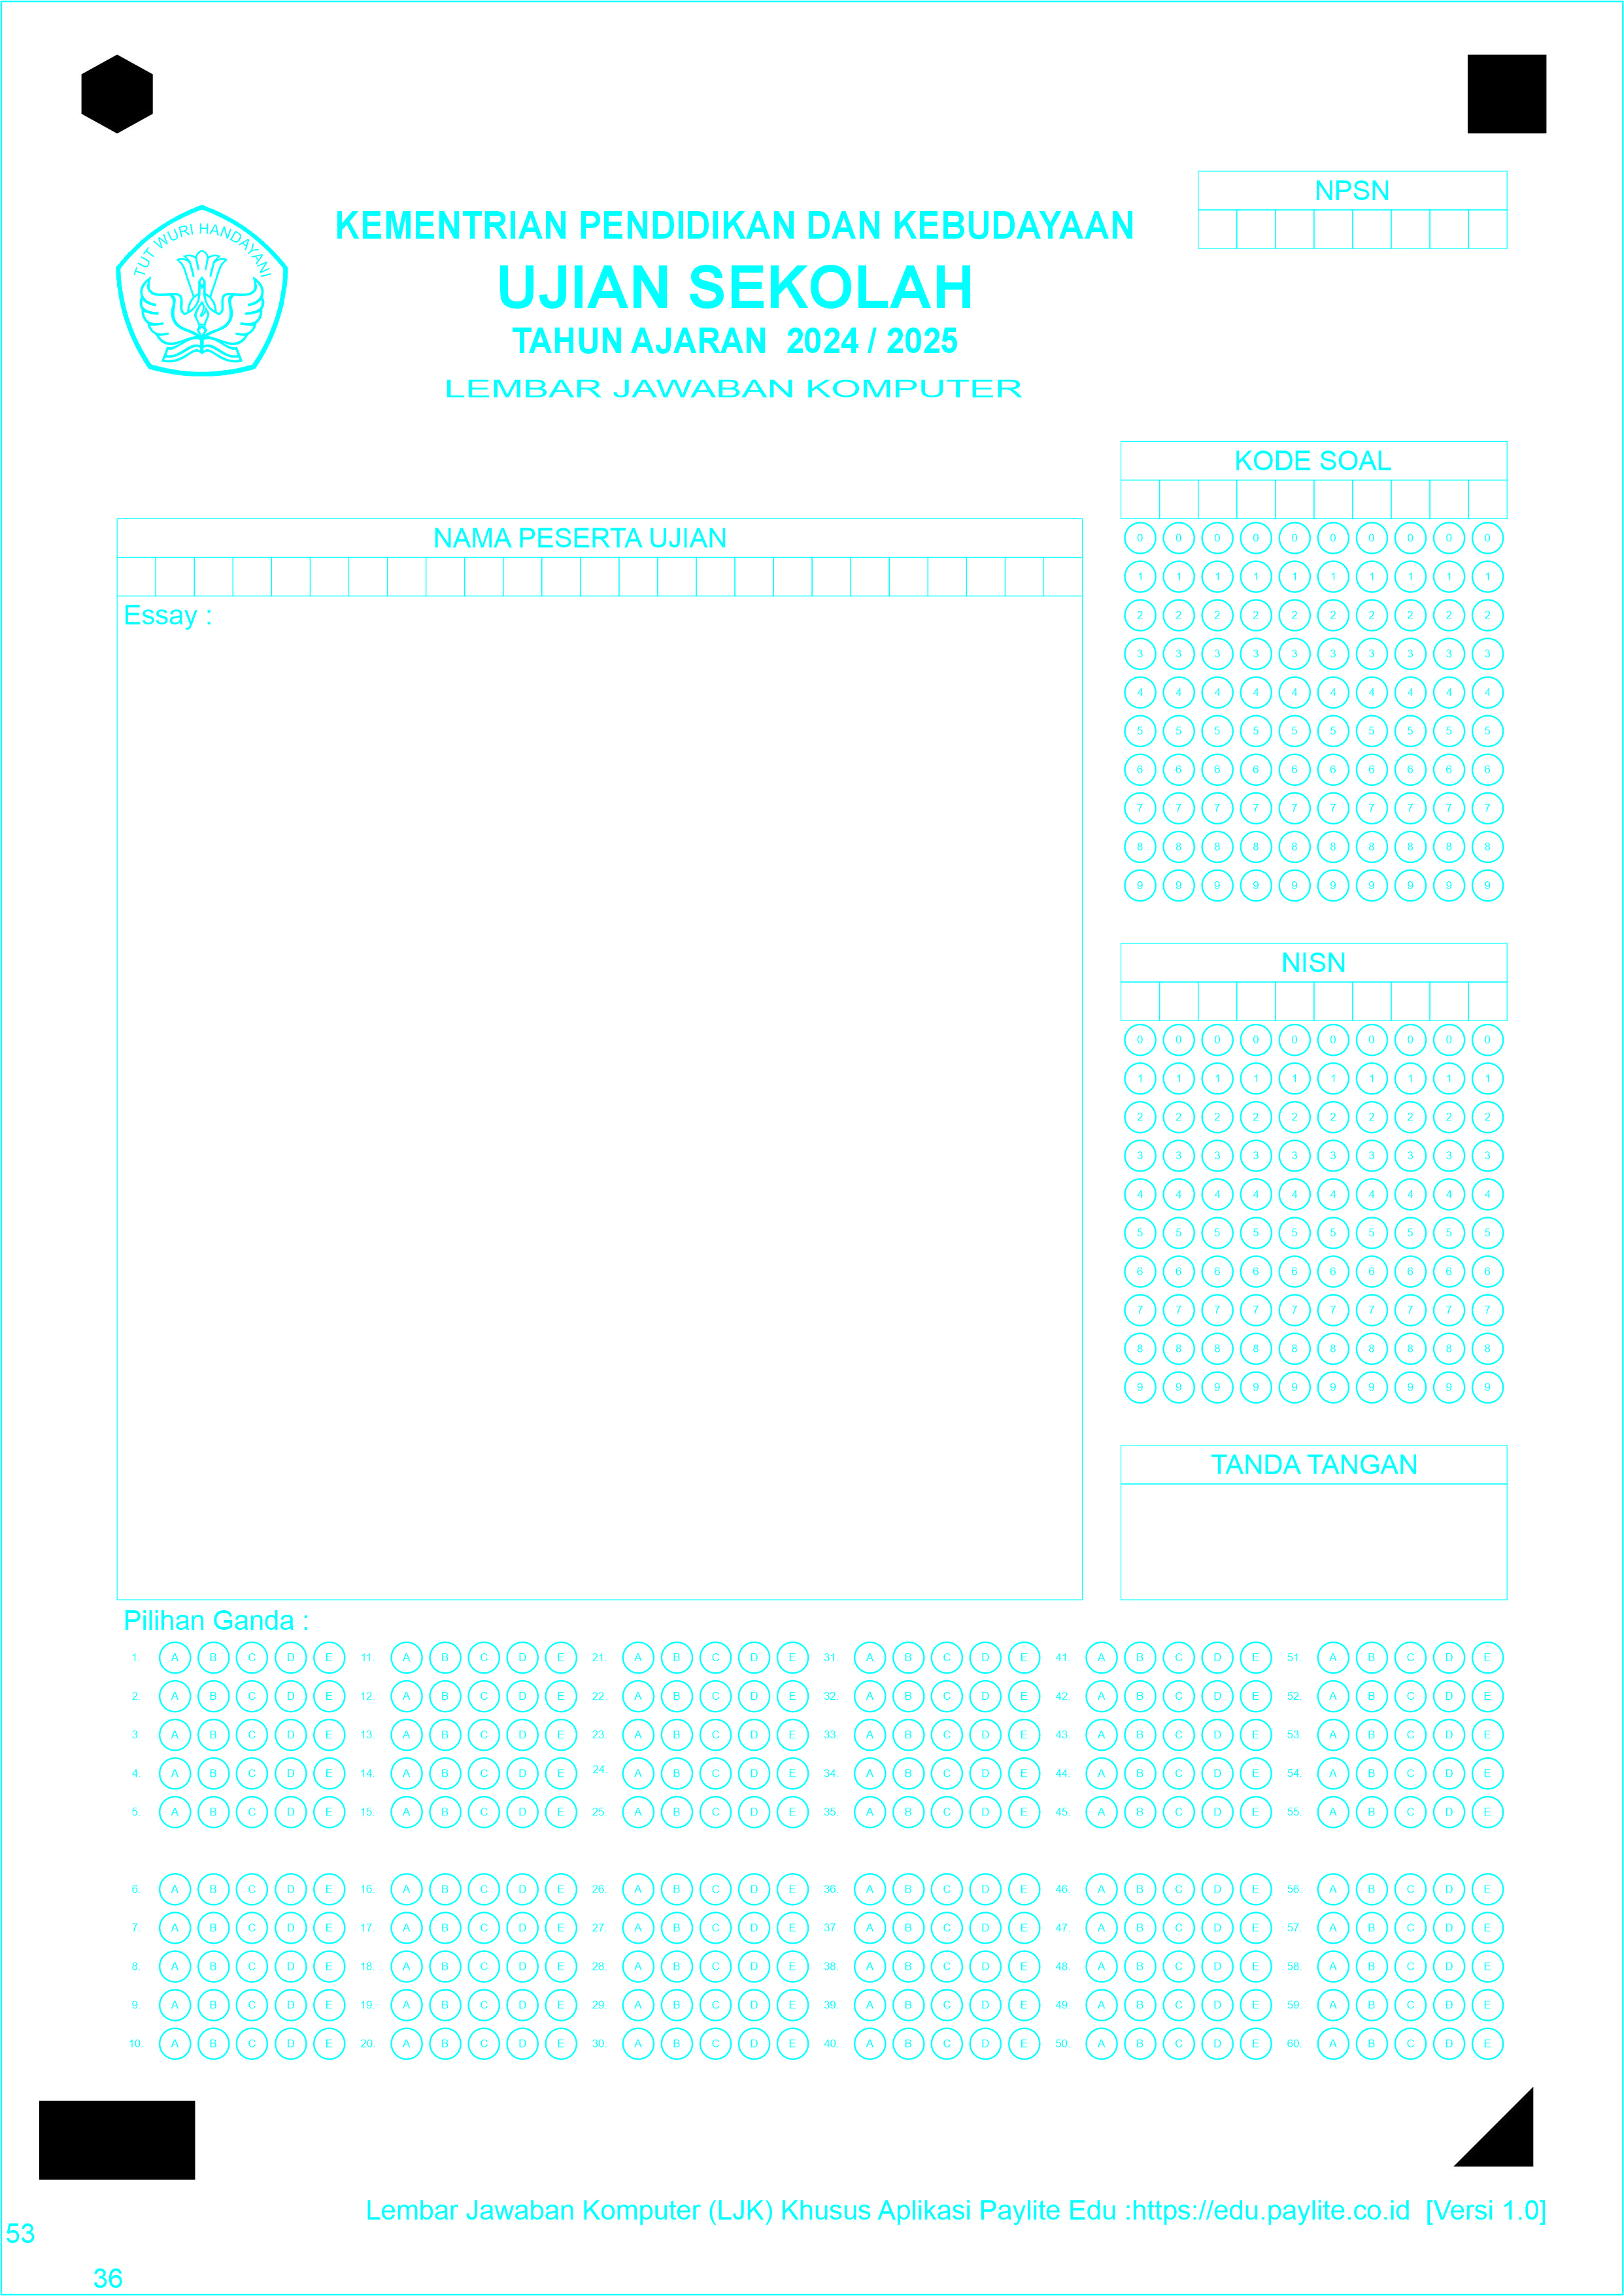 NPSN
TUT WURI HANDAYANI
KEMENTRIAN PENDIDIKAN DAN KEBUDAYAAN
UJIAN SEKOLAH
TAHUN AJARAN 2024 / 2025
LEMBAR JAWABAN KOMPUTER
KODE SOAL
0 0 0 0 0 0 0 0 0 0
1 1 1 1 1 1 1 1 1 1
2 2 2 2 2 2 2 2 2 2
3 3 3 3 3 3 3 3 3 3
4 4 4 4 4 4 4 4 4 4
5 5 5 5 5 5 5 5 5 5
6 6 6 6 6 6 6 6 6 6
7 7 7 7 7 7 7 7 7 7
8 8 8 8 8 8 8 8 8 8
9 9 9 9 9 9 9 9 9 9
NAMA PESERTA UJIAN
Essay :
NISN
0 0 0 0 0 0 0 0 0 0
1 1 1 1 1 1 1 1 1 1
2 2 2 2 2 2 2 2 2 2
3 3 3 3 3 3 3 3 3 3
4 4 4 4 4 4 4 4 4 4
5 5 5 5 5 5 5 5 5 5
6 6 6 6 6 6 6 6 6 6
7 7 7 7 7 7 7 7 7 7
8 8 8 8 8 8 8 8 8 8
9 9 9 9 9 9 9 9 9 9
TANDA TANGAN
Pilihan Ganda :
1. A B C D E 11. A B C D E 21. A B C D E 31. A B C D E 41. A B C D E 51. A B C D E
2. A B C D E 12. A B C D E 22. A B C D E 32. A B C D E 42. A B C D E 52. A B C D E
3. A B C D E 13. A B C D E 23. A B C D E 33. A B C D E 43. A B C D E 53. A B C D E
4. A B C D E 14. A B C D E 24. A B C D E 34. A B C D E 44. A B C D E 54. A B C D E
5. A B C D E 15. A B C D E 25. A B C D E 35. A B C D E 45. A B C D E 55. A B C D E
6. A B C D E 16. A B C D E 26. A B C D E 36. A B C D E 46. A B C D E 56. A B C D E
7. A B C D E 17. A B C D E 27. A B C D E 37. A B C D E 47. A B C D E 57. A B C D E
8. A B C D E 18. A B C D E 28. A B C D E 38. A B C D E 48. A B C D E 58. A B C D E
9. A B C D E 19. A B C D E 29. A B C D E 39. A B C D E 49. A B C D E 59. A B C D E
10. A B C D E 20. A B C D E 30. A B C D E 40. A B C D E 50. A B C D E 60. A B C D E
Lembar Jawaban Komputer (LJK) Khusus Aplikasi Paylite Edu :https://edu.paylite.co.id [Versi 1.0]
53
36